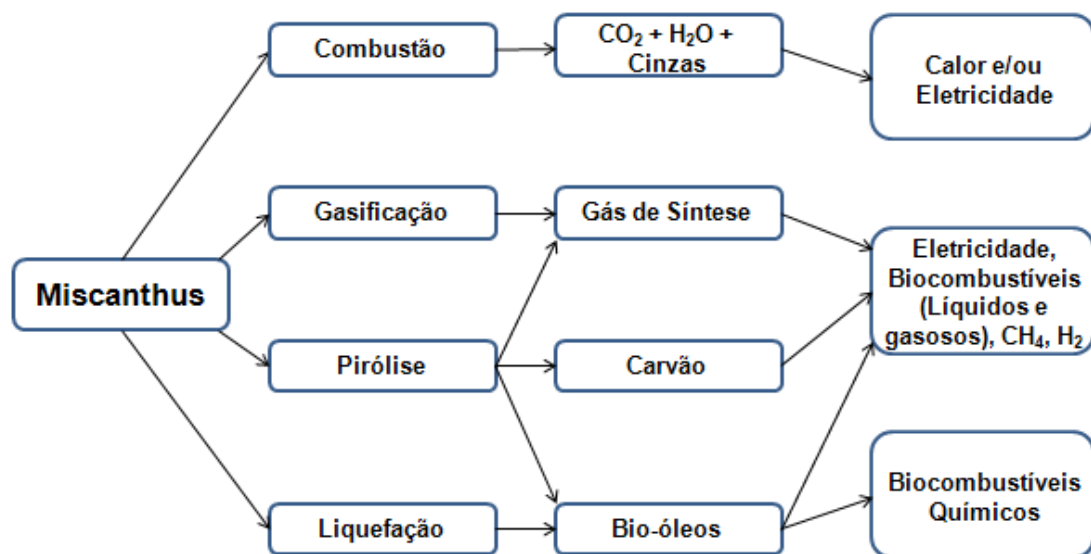 Combustão
CO₂ + H₂O +
Cinzas
Calor e/ou
Eletricidade
Gasificação
Gás de Síntese
Eletricidade,
Biocombustíveis
(Líquidos e
gasosos), CH₄, H₂
Miscanthus
Pirólise
Carvão
Liquefação
Bio-óleos
Biocombustíveis
Químicos